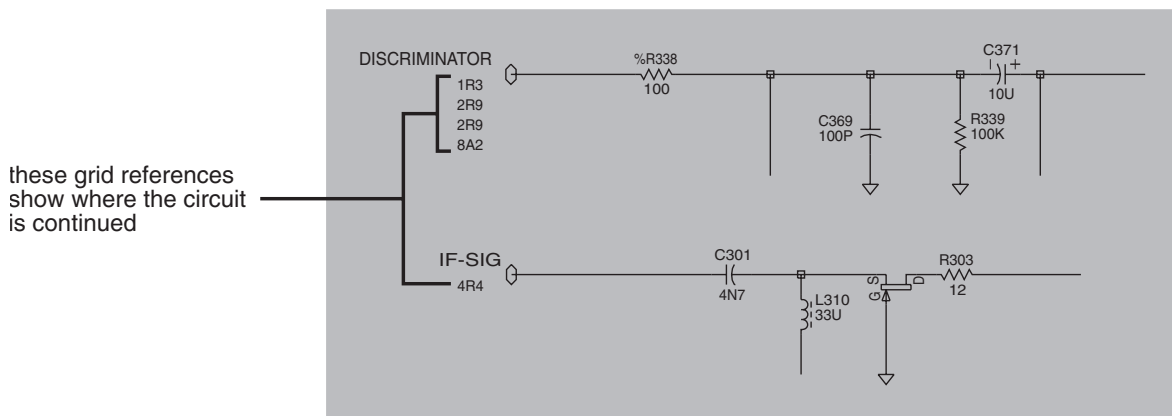 these grid references
show where the circuit
is continued
DISCRIMINATOR
1R3
2R9
2R9
8A2
%R338
100
C369
100P
R339
100K
C371
− +
10U
IF-SIG
4R4
C301
4N7
L310
33U
G S D
R303
12